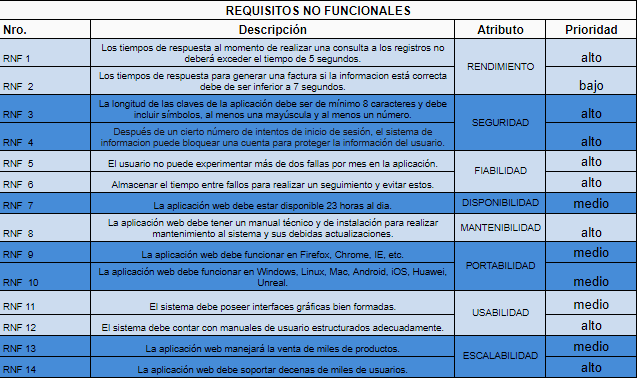 REQUISITOS NO FUNCIONALES
Nro. Descripción Atributo Prioridad
RNF 1 Los tiempos de respuesta al momento de realizar una consulta a los registros no
deberá exceder el tiempo de 5 segundos. RENDIMIENTO alto
RNF 2 Los tiempos de respuesta para generar una factura si la informacion está correcta
debe de ser inferior a 7 segundos. bajo
RNF 3 La longitud de las claves de la aplicación debe ser de mínimo 8 caracteres y debe
incluir símbolos, al menos una mayúscula y al menos un número. SEGURIDAD alto
RNF 4 Después de un cierto número de intentos de inicio de sesión, el sistema de
informacion puede bloquear una cuenta para proteger la información del usuario. alto
RNF 5 El usuario no puede experimentar más de dos fallas por mes en la aplicación. FIABILIDAD alto
RNF 6 Almacenar el tiempo entre fallos para realizar un seguimiento y evitar estos. alto
RNF 7 La aplicación web debe estar disponible 23 horas al dia. DISPONIBILIDAD medio
RNF 8 La aplicación web debe de tener un manual técnico y de instalación para realizar
mantenimiento al sistema y sus debidas actualizaciones. MANTENIBILIDAD alto
RNF 9 La aplicación web debe de funcionar en Firefox, Chrome, IE, etc. PORTABILIDAD medio
RNF 10 La aplicación web debe de funcionar en Windows, Linux, Mac, Android, iOS, Huawei,
Unreal. medio
RNF 11 El sistema debe poseer interfaces gráficas bien formadas. USABILIDAD medio
RNF 12 El sistema debe contar con manuales de usuario estructurados adecuadamente. alto
RNF 13 La aplicación web manejará la venta de miles de productos. ESCALABILIDAD medio
RNF 14 La aplicación web debe de soportar decenas de miles de usuarios. alto